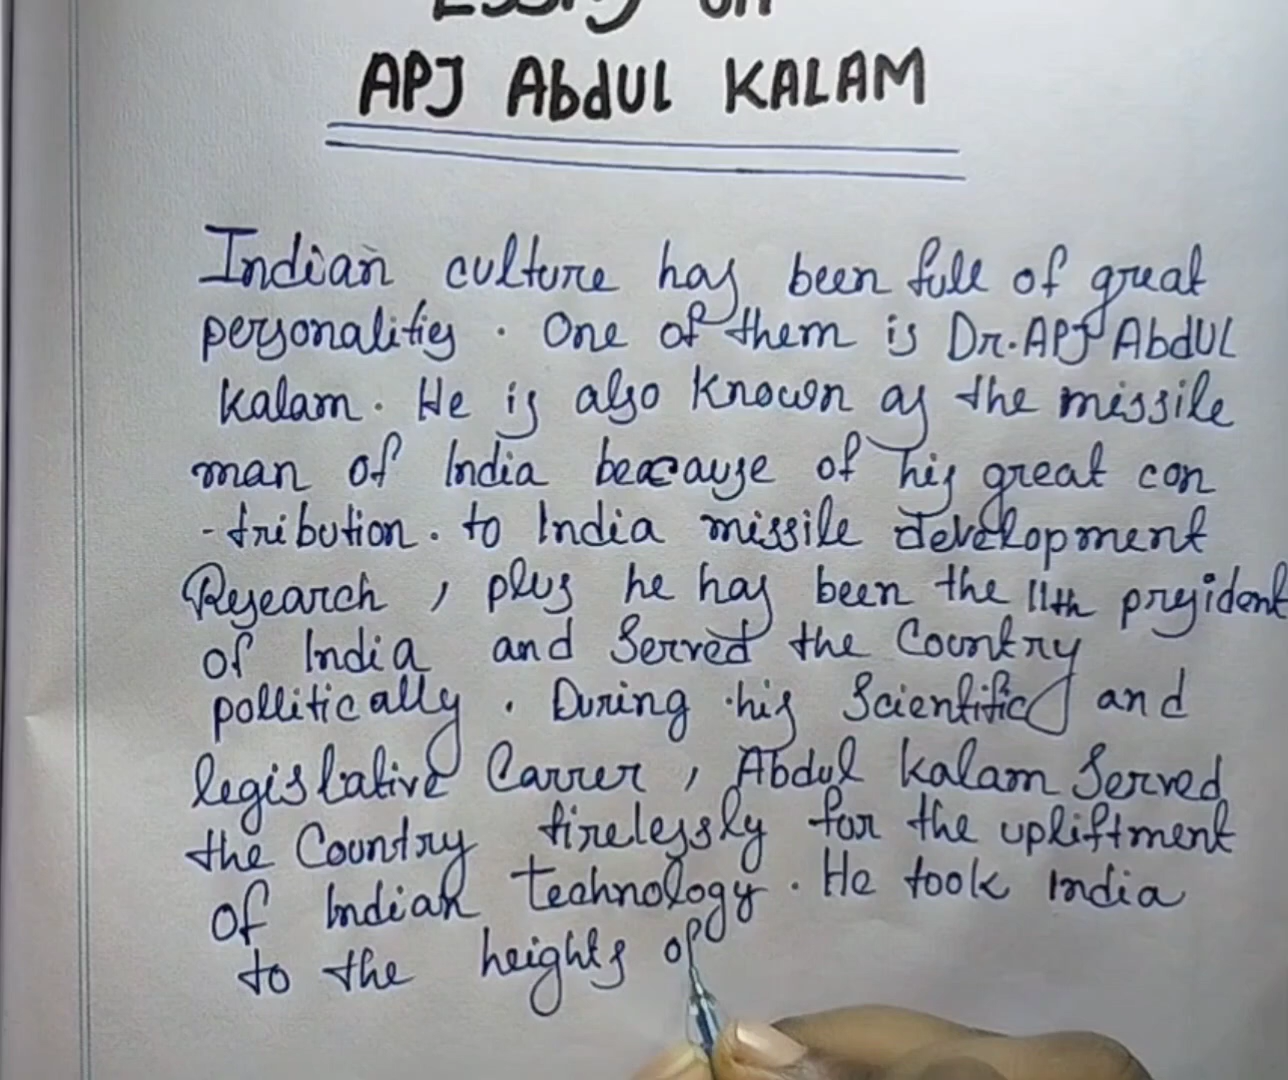 Essay on
APJ Abdul KALAM
Indian culture has been full of great
personalities . One of them is Dr. APJ AbdUL
kalam . He is also known as the missile
man of India beacause of his great con
- tribution . to India missile development
Research , plus he has been the 11th president
of India and Served the Country
pollitically . During his Scientific and
legislative Carrer , Abdul kalam Served
the Country tirelessly for the upliftment
of Indian technology . He took India
to the heights of